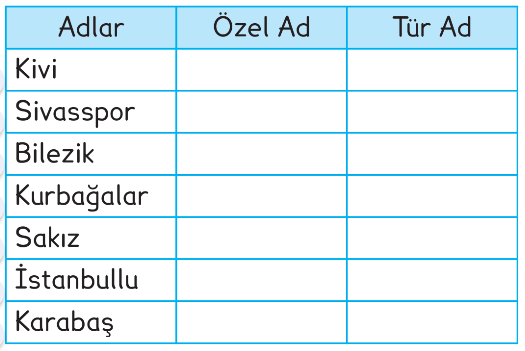 Adlar Özel Ad Tür Ad
Kivi
Sivasspor
Bilezik
Kurbağalar
Sakız
İstanbullu
Karabaş